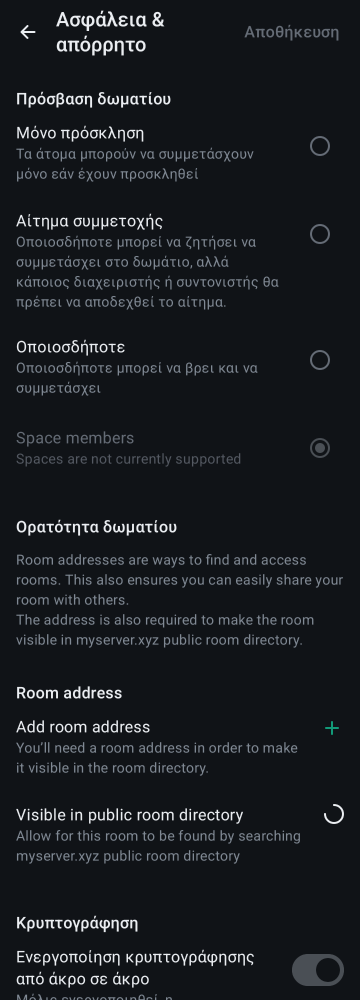 Ασφάλεια &
απόρρητο
Αποθήκευση
Πρόσβαση δωματίου
Μόνο πρόσκληση
Τα άτομα μπορούν να συμμετάσχουν
μόνο εάν έχουν προσκληθεί
Αίτημα συμμετοχής
Οποιοσδήποτε μπορεί να ζητήσει να
συμμετάσχει στο δωμάτιο, αλλά
κάποιος διαχειριστής ή συντονιστής θα
πρέπει να αποδεχθεί το αίτημα.
Οποιοσδήποτε
Οποιοσδήποτε μπορεί να βρει και να
συμμετάσχει
Space members
Spaces are not currently supported
Ορατότητα δωματίου
Room addresses are ways to find and access
rooms. This also ensures you can easily share your
room with others.
The address is also required to make the room
visible in myserver.xyz public room directory.
Room address
Add room address
You’ll need a room address in order to make
it visible in the room directory.
Visible in public room directory
Allow for this room to be found by searching
myserver.xyz public room directory
Κρυπτογράφηση
Ενεργοποίηση κρυπτογράφησης
από άκρο σε άκρο
Μόλις ενεργοποιηθεί, η